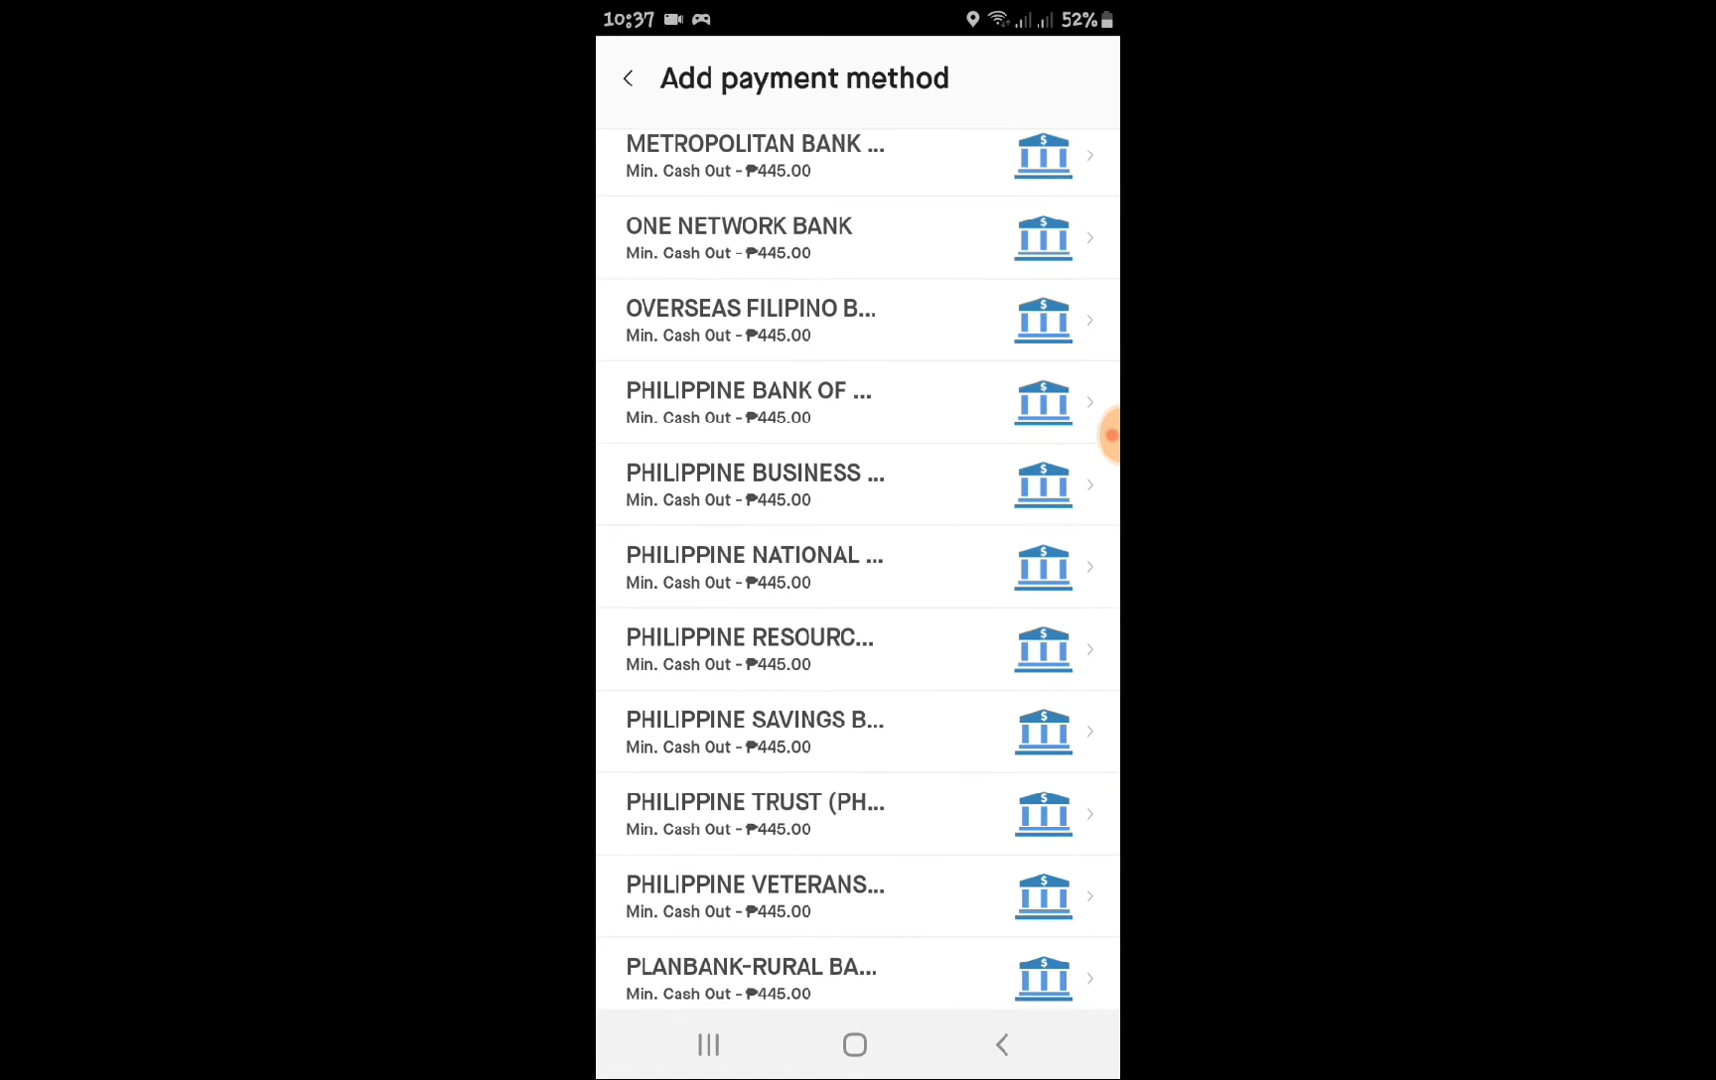 10:37 52%
Add payment method
METROPOLITAN BANK ...
Min. Cash Out - ₱445.00
ONE NETWORK BANK
Min. Cash Out - ₱445.00
OVERSEAS FILIPINO B...
Min. Cash Out - ₱445.00
PHILIPPINE BANK OF ...
Min. Cash Out - ₱445.00
PHILIPPINE BUSINESS ...
Min. Cash Out - ₱445.00
PHILIPPINE NATIONAL ...
Min. Cash Out - ₱445.00
PHILIPPINE RESOURC...
Min. Cash Out - ₱445.00
PHILIPPINE SAVINGS B...
Min. Cash Out - ₱445.00
PHILIPPINE TRUST (PH...
Min. Cash Out - ₱445.00
PHILIPPINE VETERANS...
Min. Cash Out - ₱445.00
PLANBANK-RURAL BA...
Min. Cash Out - ₱445.00